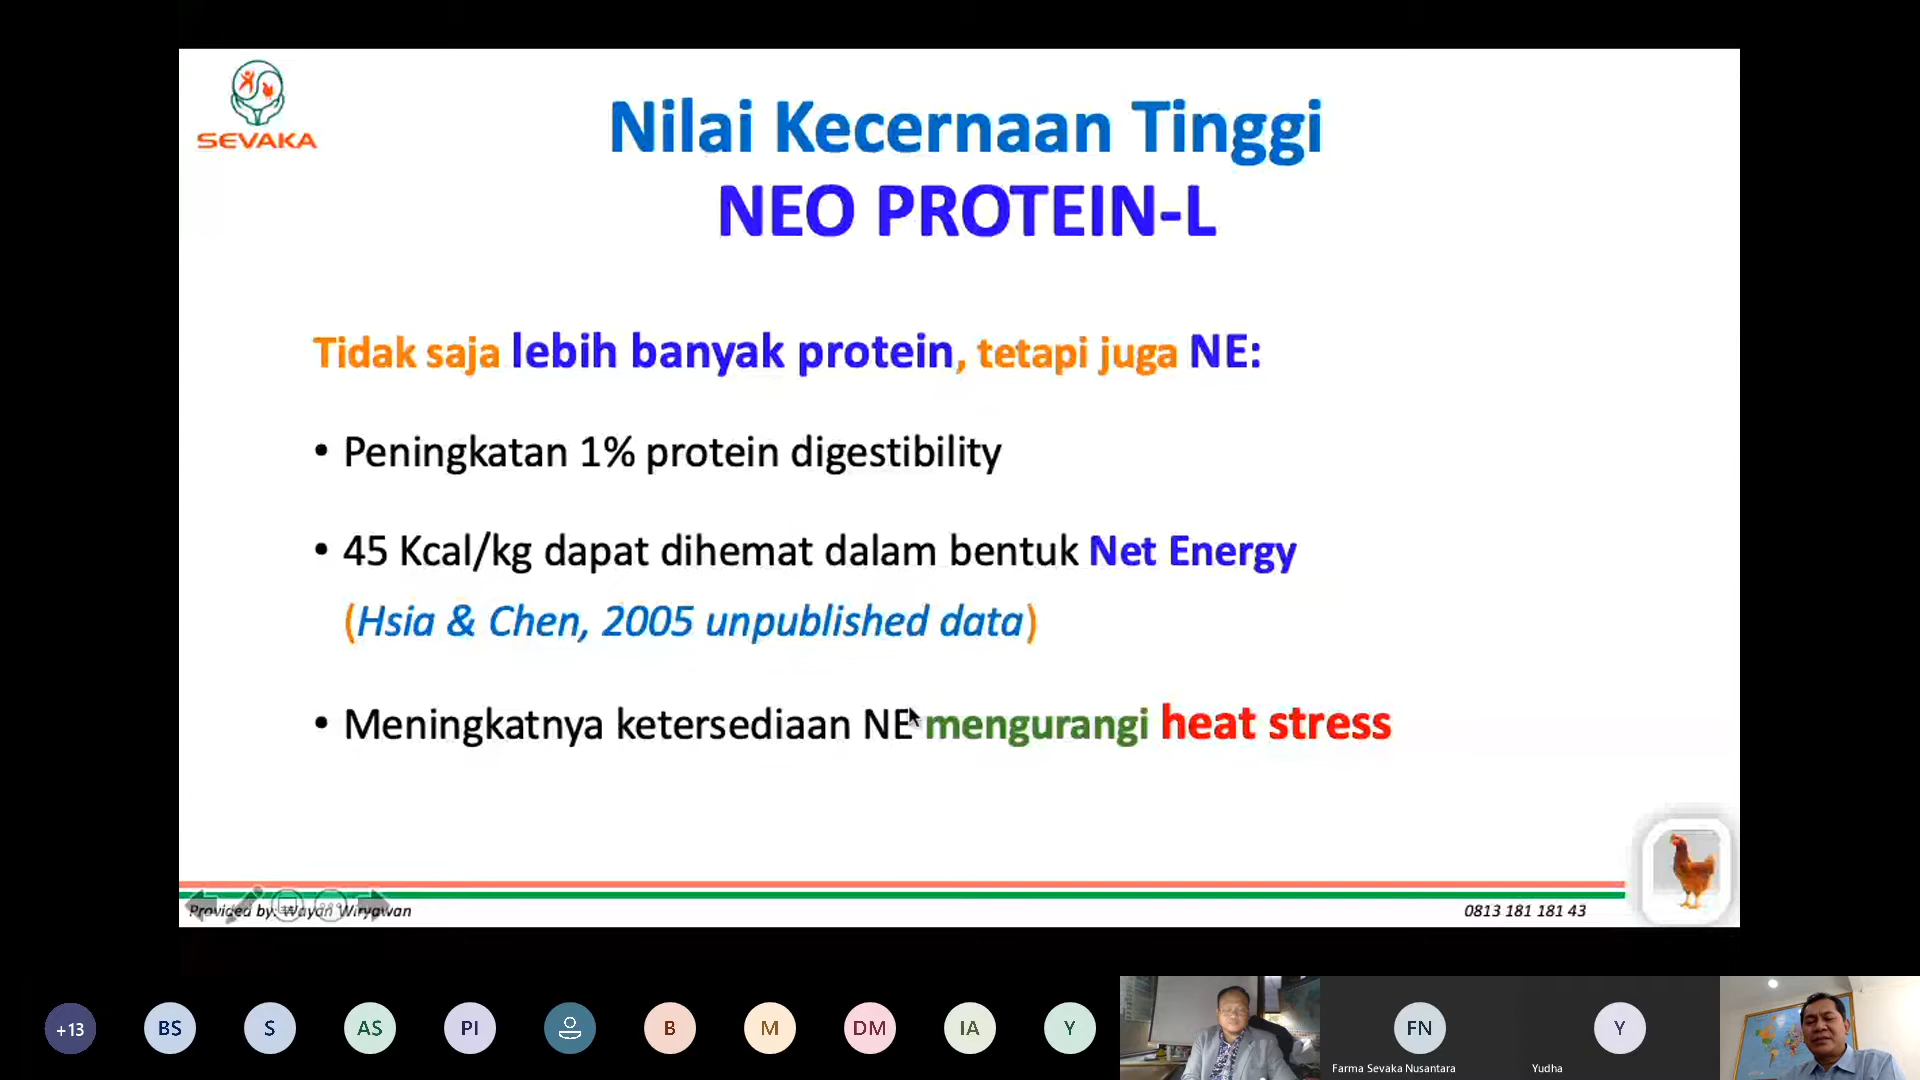 SEVAKA
Nilai Kecernaan Tinggi
NEO PROTEIN-L
Tidak saja lebih banyak protein, tetapi juga NE:
• Peningkatan 1% protein digestibility
• 45 Kcal/kg dapat dihemat dalam bentuk Net Energy
(Hsia & Chen, 2005 unpublished data)
• Meningkatnya ketersediaan NE mengurangi heat stress
Provided by: Wayan Wiryawan
0813 181 181 43
+13
BS
S
AS
PI
B
M
DM
IA
Y
FN
Y
Farma Sevaka Nusantara
Yudha